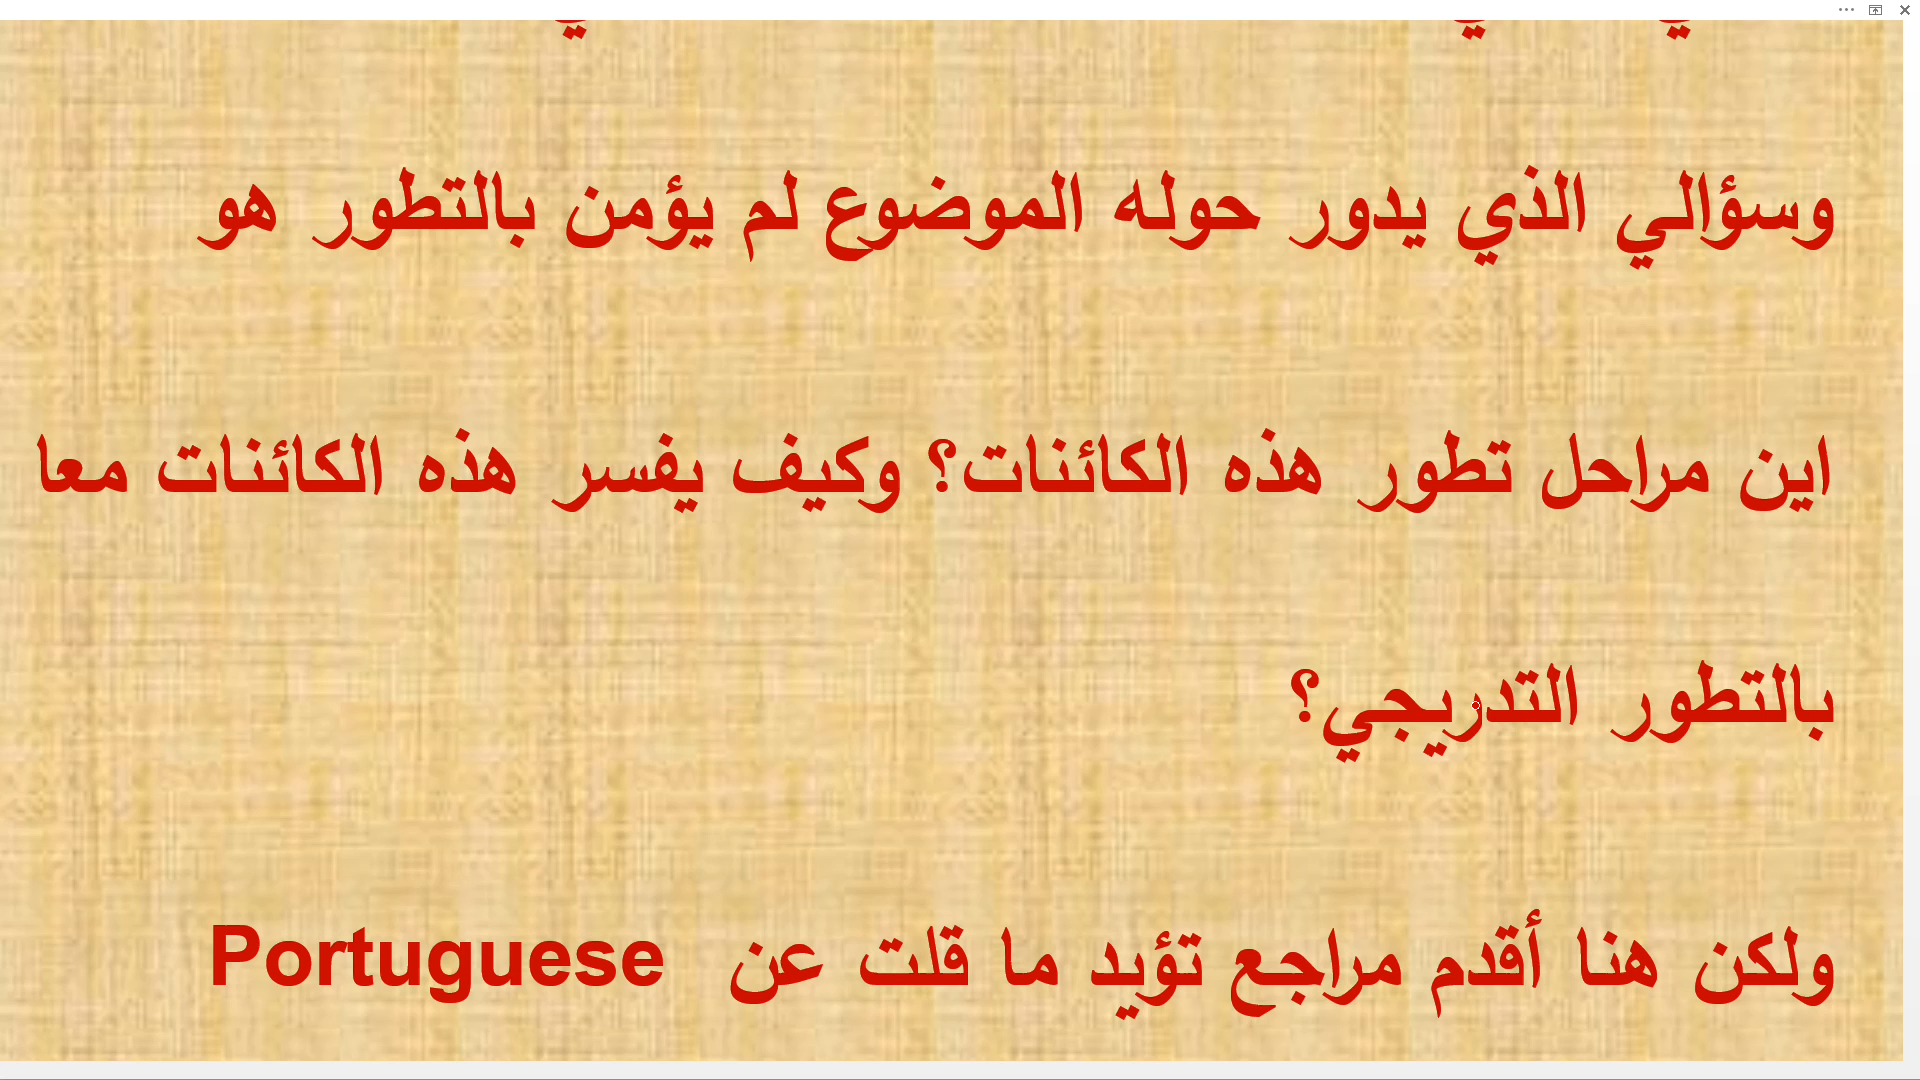 وسؤالي الذي يدور حوله الموضوع لم يؤمن بالتطور هو
اين مراحل تطور هذه الكائنات؟ وكيف يفسر هذه الكائنات معا
بالتطور التدريجي؟
ولكن هنا أقدم مراجع تؤيد ما قلت عن Portuguese